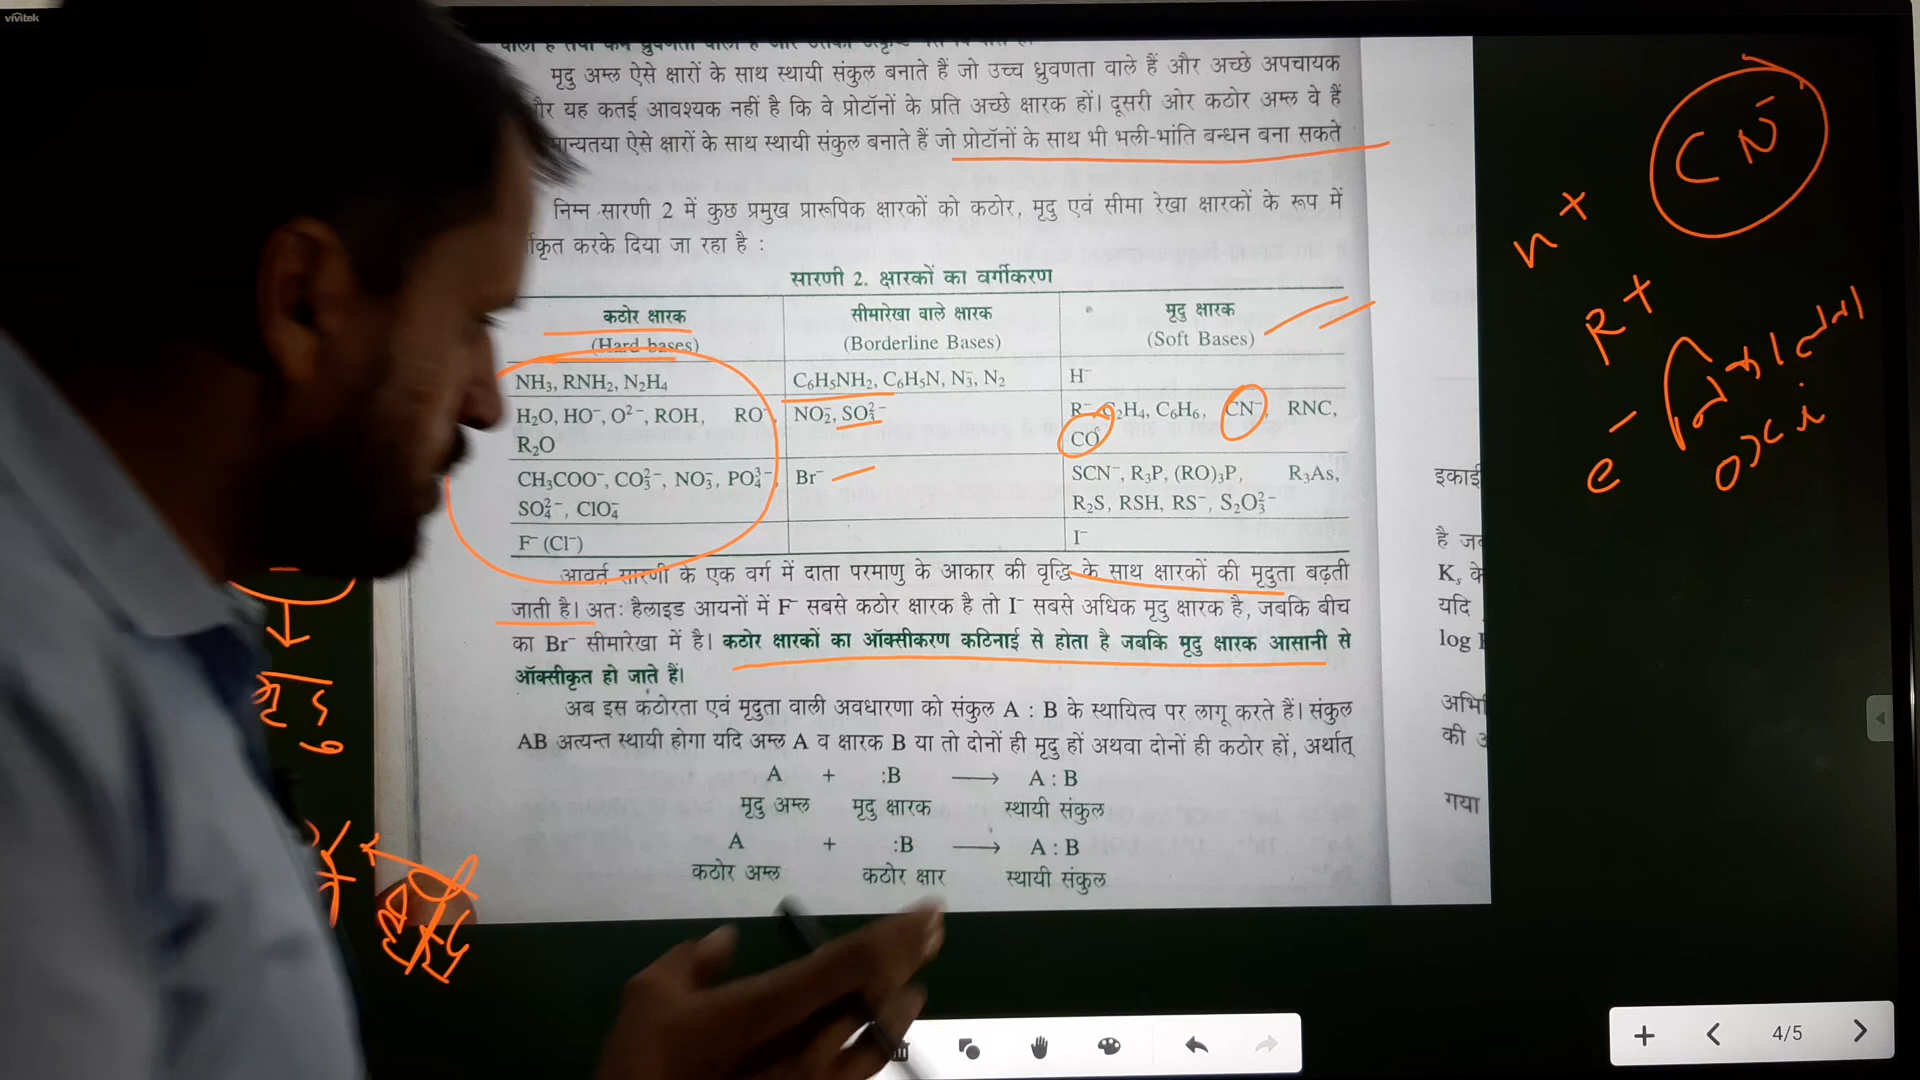 vivitek
मृदु अम्ल ऐसे क्षारों के साथ स्थायी संकुल बनाते हैं जो उच्च ध्रुवणता वाले हैं और अच्छे अपचायक
और यह कतई आवश्यक नहीं है कि वे प्रोटॉनों के प्रति अच्छे क्षारक हों। दूसरी ओर कठोर अम्ल वे हैं
मान्यतया ऐसे क्षारों के साथ स्थायी संकुल बनाते हैं जो प्रोटॉनों के साथ भी भली-भांति बन्धन बना सकते
निम्न सारणी 2 में कुछ प्रमुख प्रारूपिक क्षारकों को कठोर, मृदु एवं सीमा रेखा क्षारकों के रूप में
र्गीकृत करके दिया जा रहा है :
सारणी 2. क्षारकों का वर्गीकरण
कठोर क्षारक सीमारेखा वाले क्षारक मृदु क्षारक
(Hard bases) (Borderline Bases) (Soft Bases)
NH₃, RNH₂, N₂H₄ C₆H₅NH₂, C₆H₅N, N₃⁻, N₂ H⁻
H₂O, HO⁻, O²⁻, ROH, RO⁻, NO₂⁻, SO₃²⁻ R⁻, C₂H₄, C₆H₆, CN⁻, RNC,
R₂O CO
CH₃COO⁻, CO₃²⁻, NO₃⁻, PO₄³⁻, Br⁻ SCN⁻, R₃P, (RO)₃P, R₃As,
SO₄²⁻, ClO₄⁻ R₂S, RSH, RS⁻, S₂O₃²⁻
F⁻ (Cl⁻) I⁻
आवर्त सारणी के एक वर्ग में दाता परमाणु के आकार की वृद्धि के साथ क्षारकों की मृदुता बढ़ती
जाती है। अतः हैलाइड आयनों में F⁻ सबसे कठोर क्षारक है तो I⁻ सबसे अधिक मृदु क्षारक है, जबकि बीच
का Br⁻ सीमारेखा में है। कठोर क्षारकों का ऑक्सीकरण कठिनाई से होता है जबकि मृदु क्षारक आसानी से
ऑक्सीकृत हो जाते हैं।
अब इस कठोरता एवं मृदुता वाली अवधारणा को संकुल A : B के स्थायित्व पर लागू करते हैं। संकुल
AB अत्यन्त स्थायी होगा यदि अम्ल A व क्षारक B या तो दोनों ही मृदु हों अथवा दोनों ही कठोर हों, अर्थात्
A + :B ⟶ A : B
मृदु अम्ल मृदु क्षारक स्थायी संकुल
A + :B ⟶ A : B
कठोर अम्ल कठोर क्षार स्थायी संकुल
CN⁻
n+
R+
e⁻
oxi
इकाई
है जब
Kₛ के
यदि
log
अभि
की
गया
मृदु
4/5